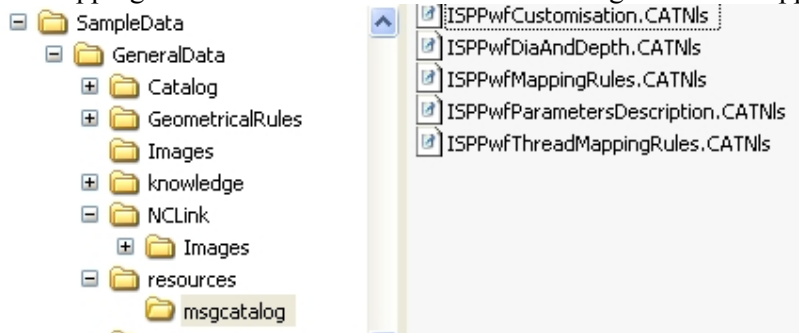 SampleData
GeneralData
Catalog
GeometricalRules
Images
knowledge
NCLink
Images
resources
msgcatalog
ISPPwfCustomisation.CATNls
ISPPwfDiaAndDepth.CATNls
ISPPwfMappingRules.CATNls
ISPPwfParametersDescription.CATNls
ISPPwfThreadMappingRules.CATNls